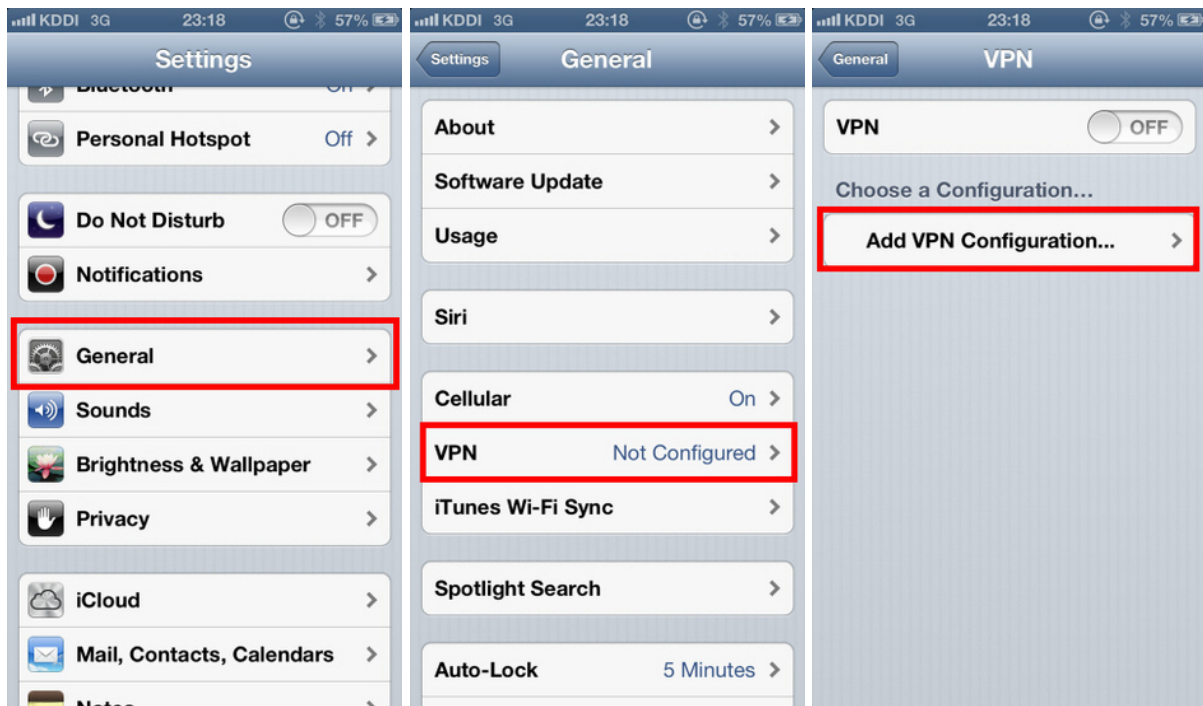 KDDI 3G 23:18 57%
Settings
Bluetooth On
Personal Hotspot Off
Do Not Disturb OFF
Notifications
General
Sounds
Brightness & Wallpaper
Privacy
iCloud
Mail, Contacts, Calendars
Notes
KDDI 3G 23:18 57%
Settings General
About
Software Update
Usage
Siri
Cellular On
VPN Not Configured
iTunes Wi-Fi Sync
Spotlight Search
Auto-Lock 5 Minutes
KDDI 3G 23:18 57%
General VPN
VPN OFF
Choose a Configuration...
Add VPN Configuration...